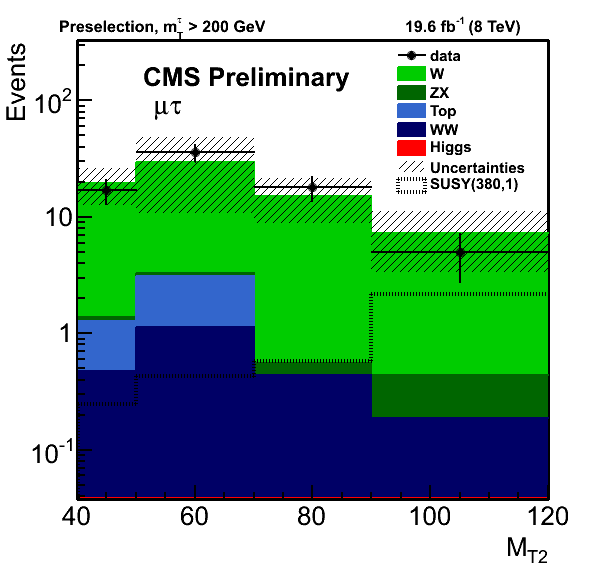 Preselection, m_T^τ > 200 GeV 19.6 fb⁻¹ (8 TeV)
Events
CMS Preliminary
μτ
data
W
ZX
Top
WW
Higgs
Uncertainties
SUSY(380,1)
10²
10
1
10⁻¹
40 60 80 100 120
M_T2